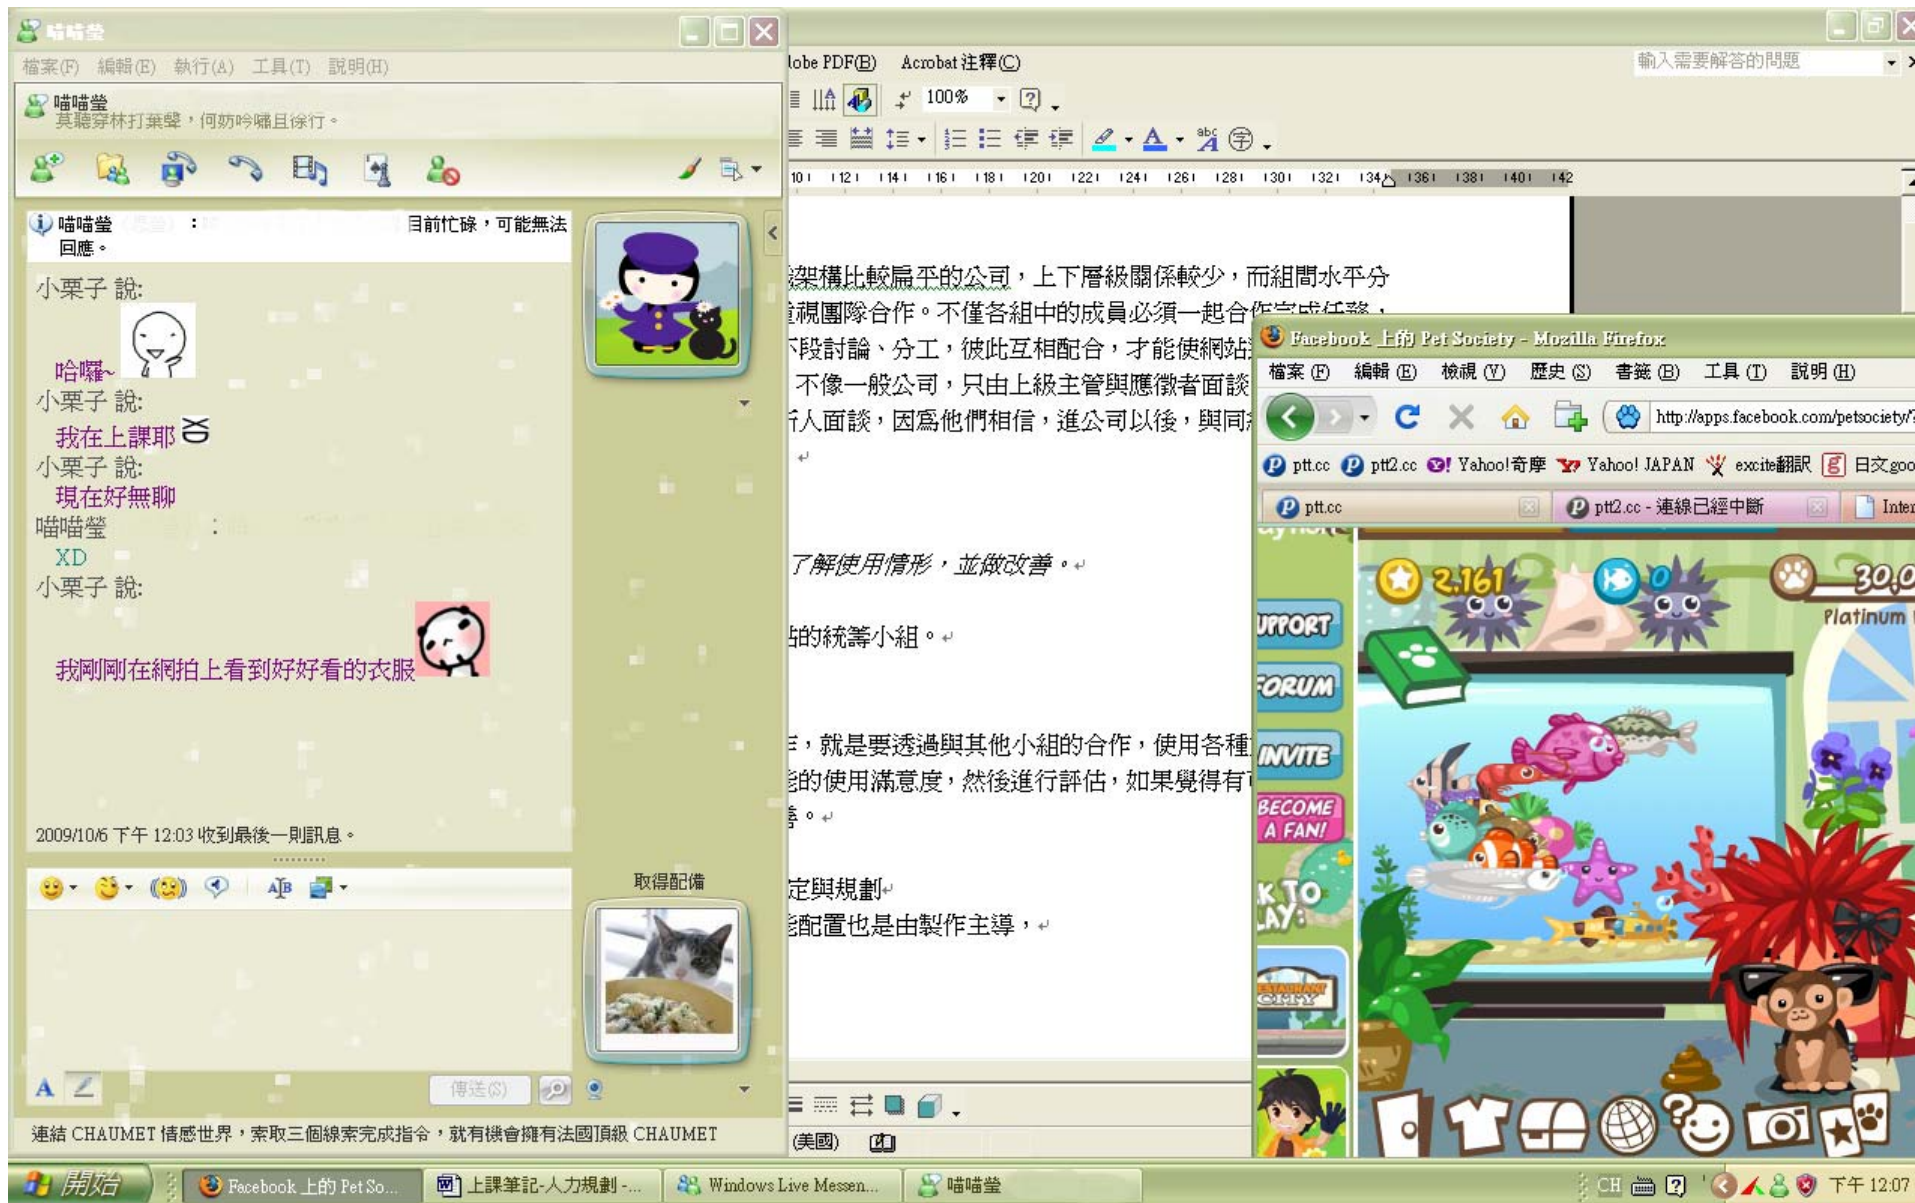 喵喵瑩
檔案(F) 編輯(E) 執行(A) 工具(T) 說明(H)
喵喵瑩
莫聽穿林打葉聲，何妨吟嘯且徐行。
喵喵瑩 ： 目前忙碌，可能無法
回應。
小栗子 說:
哈囉~
小栗子 說:
我在上課耶
小栗子 說:
現在好無聊
喵喵瑩 ：
XD
小栗子 說:
我剛剛在網拍上看到好好看的衣服
2009/10/6 下午 12:03 收到最後一則訊息。
取得配備
傳送(S)
連結 CHAUMET 情感世界，索取三個線索完成指令，就有機會擁有法國頂級 CHAUMET
lobe PDF(B) Acrobat 注釋(C)
輸入需要解答的問題
100%
架構比較扁平的公司，上下層級關係較少，而組間水平分
重視團隊合作。不僅各組中的成員必須一起合作完成任務，
段討論、分工，彼此互相配合，才能使網站
不像一般公司，只由上級主管與應徵者面談
人面談，因為他們相信，進公司以後，與同
了解使用情形，並做改善。
站的統籌小組。
，就是要透過與其他小組的合作，使用各種
能的使用滿意度，然後進行評估，如果覺得有
善。
定與規劃
能配置也是由製作主導，
(美國)
Facebook 上的 Pet Society - Mozilla Firefox
檔案 (F) 編輯 (E) 檢視 (V) 歷史 (S) 書籤 (B) 工具 (T) 說明 (H)
http://apps.facebook.com/petsociety/?
ptt.cc ptt2.cc Yahoo!奇摩 Yahoo! JAPAN excite翻訳 日文goo
ptt.cc ptt2.cc - 連線已經中斷 Inter
2,161 0 30,0
Platinum
SUPPORT
FORUM
INVITE
BECOME
A FAN!
K TO
LAY:
RESTAURANT
CITY
開始 Facebook 上的 Pet So... 上課筆記-人力規劃 -... Windows Live Messen... 喵喵瑩 CH 下午 12:07